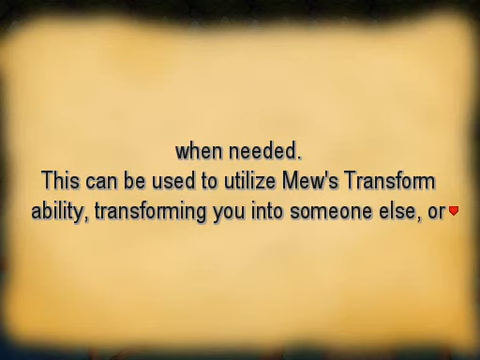 when needed.
This can be used to utilize Mew's Transform
ability, transforming you into someone else, or